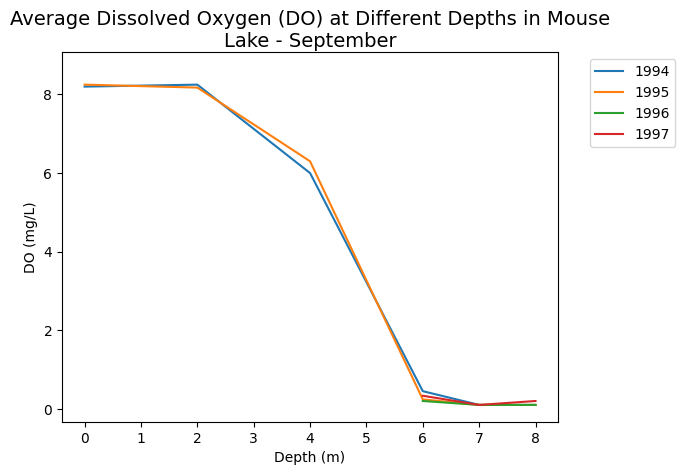 Average Dissolved Oxygen (DO) at Different Depths in Mouse
Lake - September
1994
1995
1996
1997
DO (mg/L)
8
6
4
2
0
0 1 2 3 4 5 6 7 8
Depth (m)